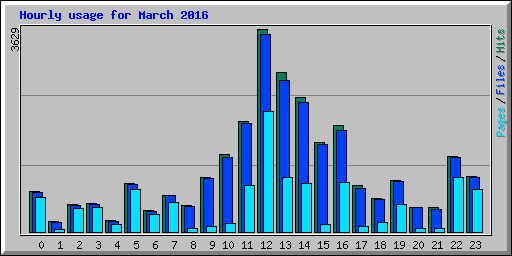 Hourly usage for March 2016
3629
Pages / Files / Hits
0 1 2 3 4 5 6 7 8 9 10 11 12 13 14 15 16 17 18 19 20 21 22 23